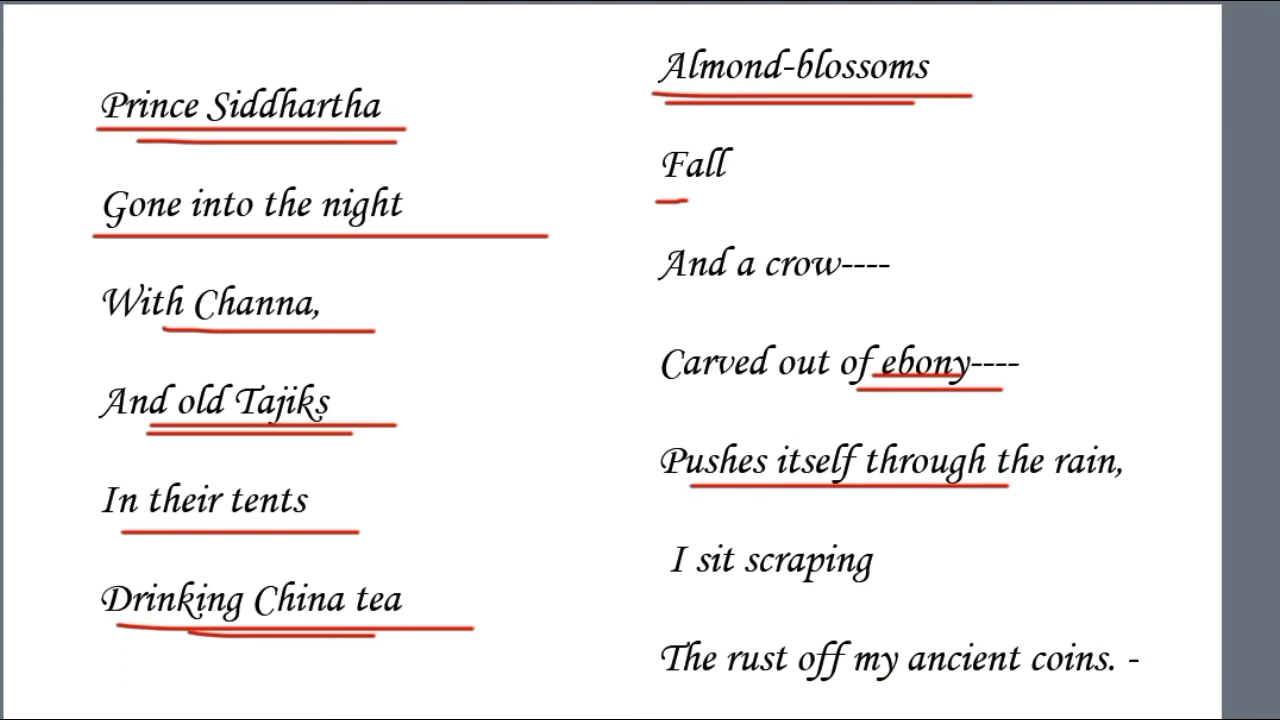 Prince Siddhartha
Gone into the night
With Channa,
And old Tajiks
In their tents
Drinking China tea
Almond-blossoms
Fall
And a crow----
Carved out of ebony----
Pushes itself through the rain,
I sit scraping
The rust off my ancient coins. -